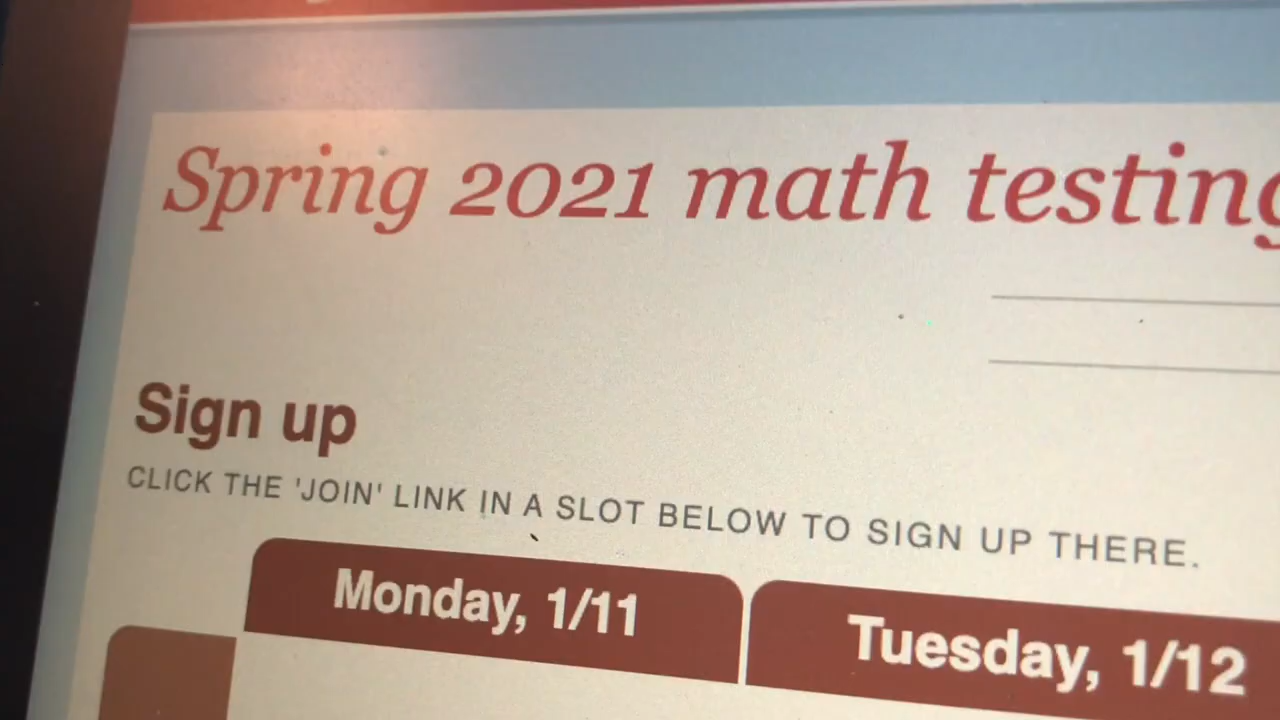 Spring 2021 math testing
Sign up
CLICK THE 'JOIN' LINK IN A SLOT BELOW TO SIGN UP THERE.
Monday, 1/11
Tuesday, 1/12